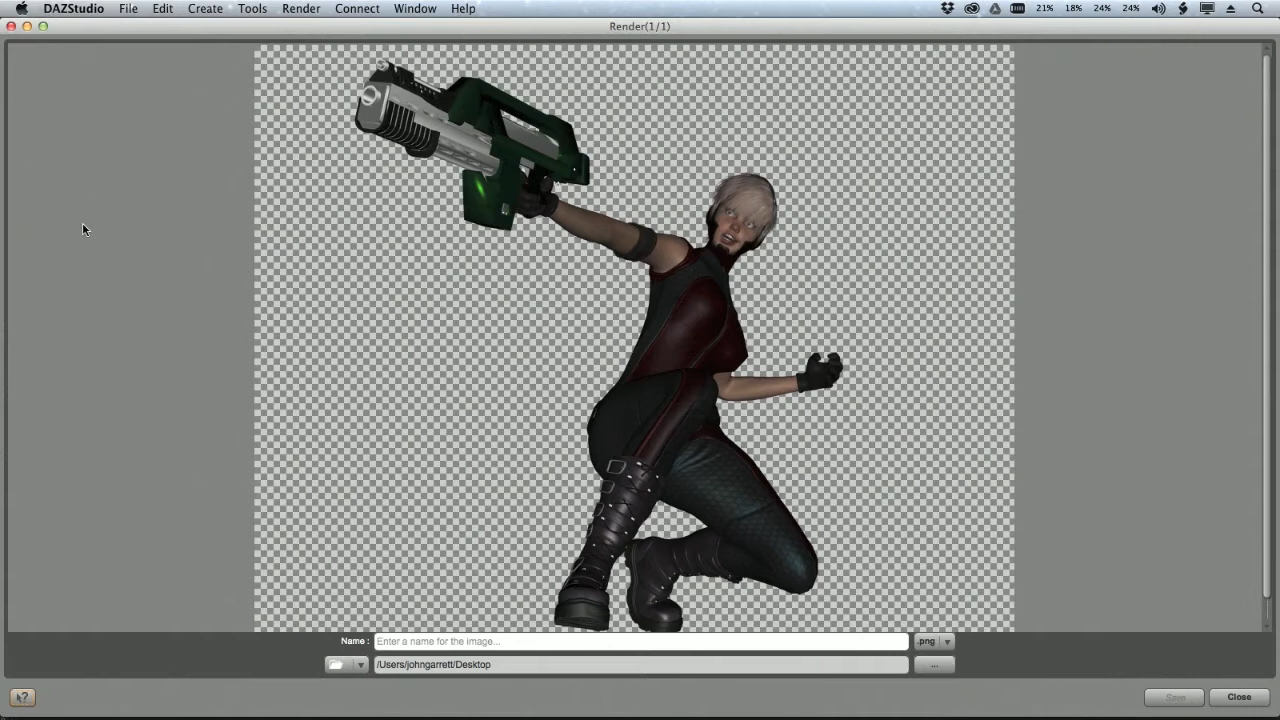 DAZStudio File Edit Create Tools Render Connect Window Help 21% 18% 24% 24%
Render(1/1)
Name : Enter a name for the image... .png
/Users/johngarrett/Desktop ...
? Save Close